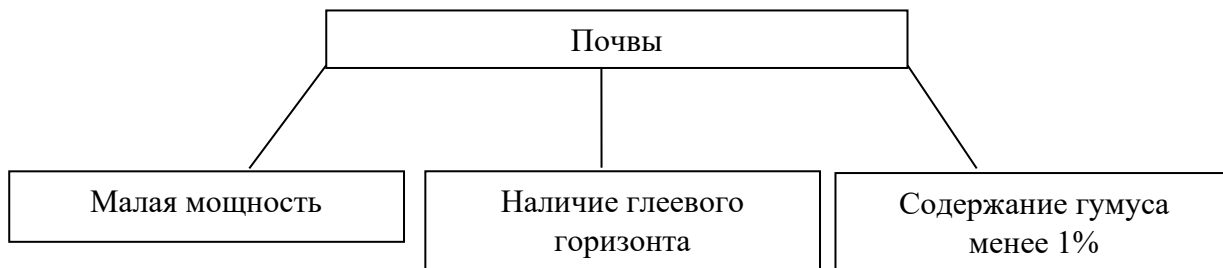 Почвы
Малая мощность
Наличие глеевого
горизонта
Содержание гумуса
менее 1%